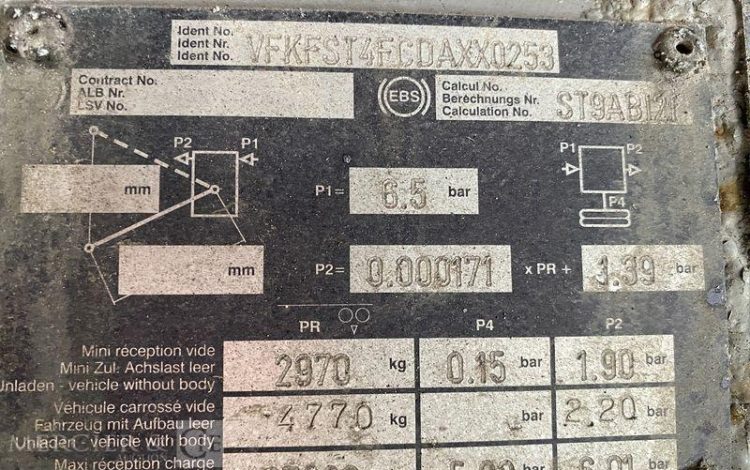 Ident No.
Ident Nr.
Ident No.
VFKFST4FCDAXX0253
Contract No.
ALB Nr.
LSV No.
EBS
Calcul No.
Berechnungs Nr.
Calculation No.
ST9AB121
P2 P1
mm
P1= 6.5 bar
P1 P2
P4
mm
P2= 0.000171 x PR + 1.39 bar
PR P4 P2
Mini réception vide
Mini Zul. Achslast leer
Unladen - vehicle without body
2970 kg 0.15 bar 1.90 bar
Véhicule carrossé vide
Fahrzeug mit Aufbau leer
Unladen - vehicle with body
4770 kg bar 2.20 bar
Maxi réception charge